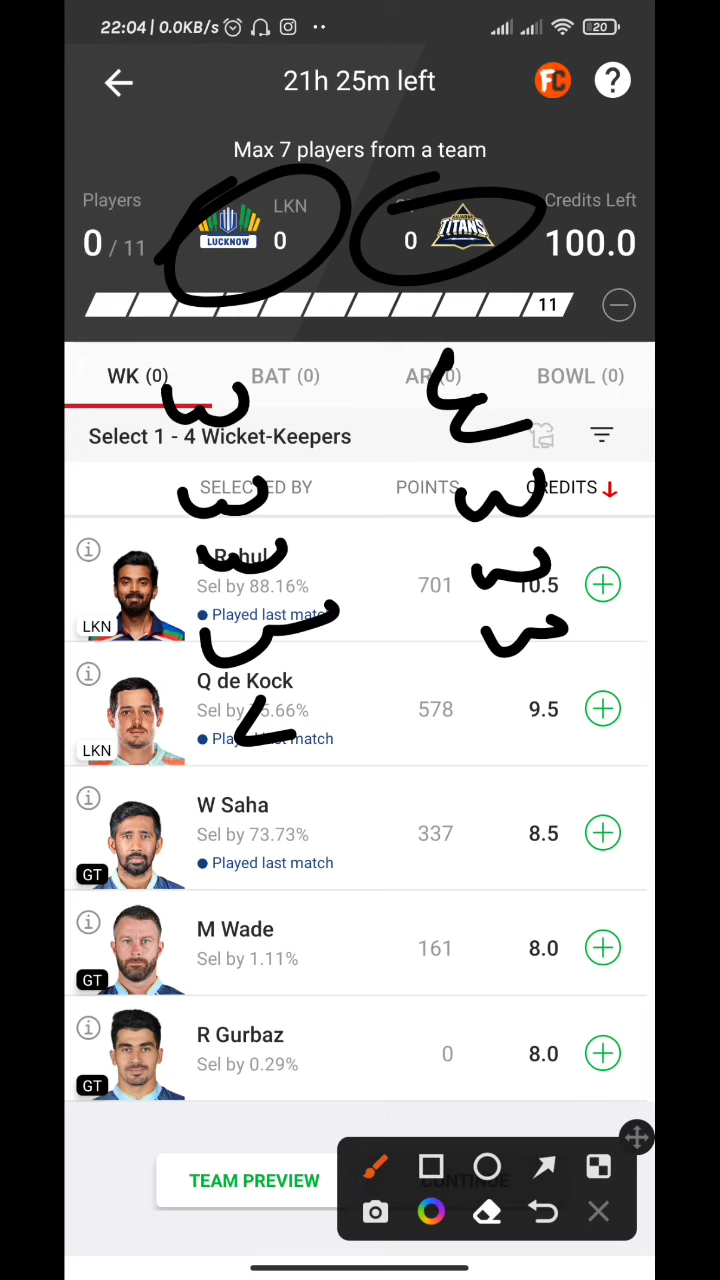 22:04 | 0.0KB/s 20
21h 25m left FC ?
Max 7 players from a team
Players LKN Credits Left
0 / 11 LUCKNOW 0 0 TITANS 100.0
11
WK (0) BAT (0) AR (0) BOWL (0)
Select 1 - 4 Wicket-Keepers
SELECTED BY POINTS CREDITS
Rahul
Sel by 88.16% 701 10.5
LKN Played last match
Q de Kock
Sel by 75.66% 578 9.5
LKN Played last match
W Saha
Sel by 73.73% 337 8.5
GT Played last match
M Wade
Sel by 1.11% 161 8.0
GT
R Gurbaz
Sel by 0.29% 0 8.0
GT
TEAM PREVIEW CONTINUE